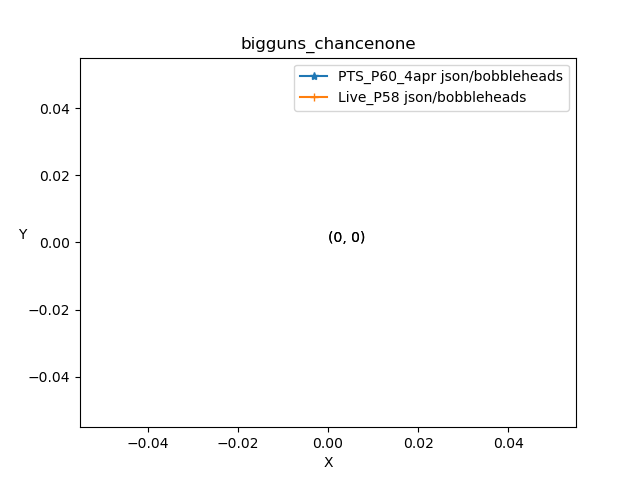 bigguns_chancenone
PTS_P60_4apr json/bobbleheads
Live_P58 json/bobbleheads
0.04
0.02
Y
0.00
(0, 0)
−0.02
−0.04
−0.04
−0.02
0.00
0.02
0.04
X